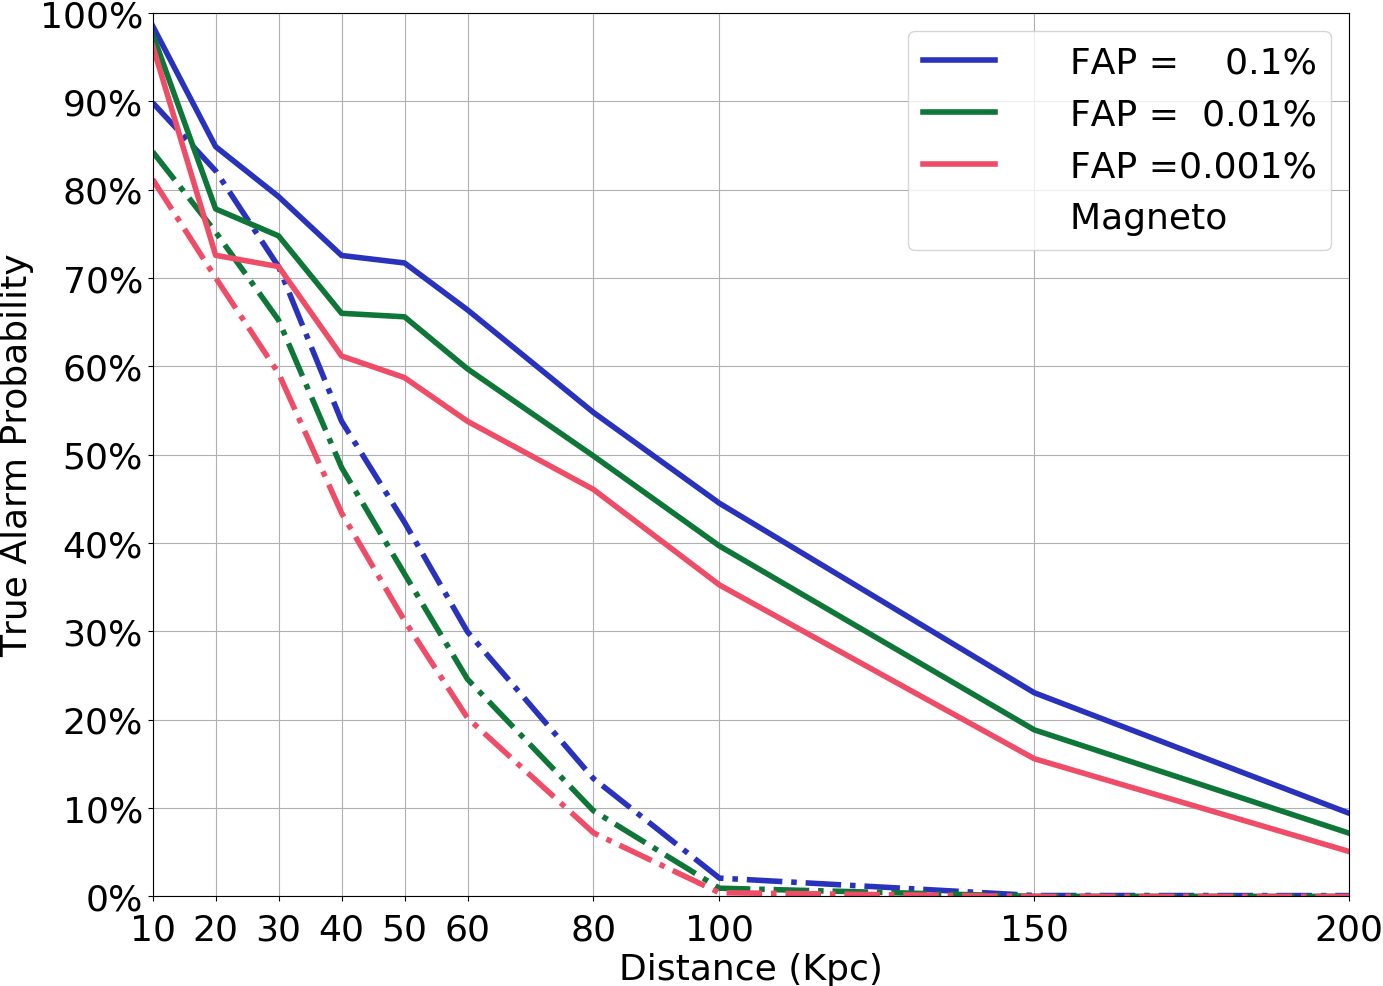 100%
90%
80%
70%
60%
50%
40%
30%
20%
10%
0%
True Alarm Probability
FAP = 0.1%
FAP = 0.01%
FAP =0.001%
Magneto
10 20 30 40 50 60 80 100 150 200
Distance (Kpc)